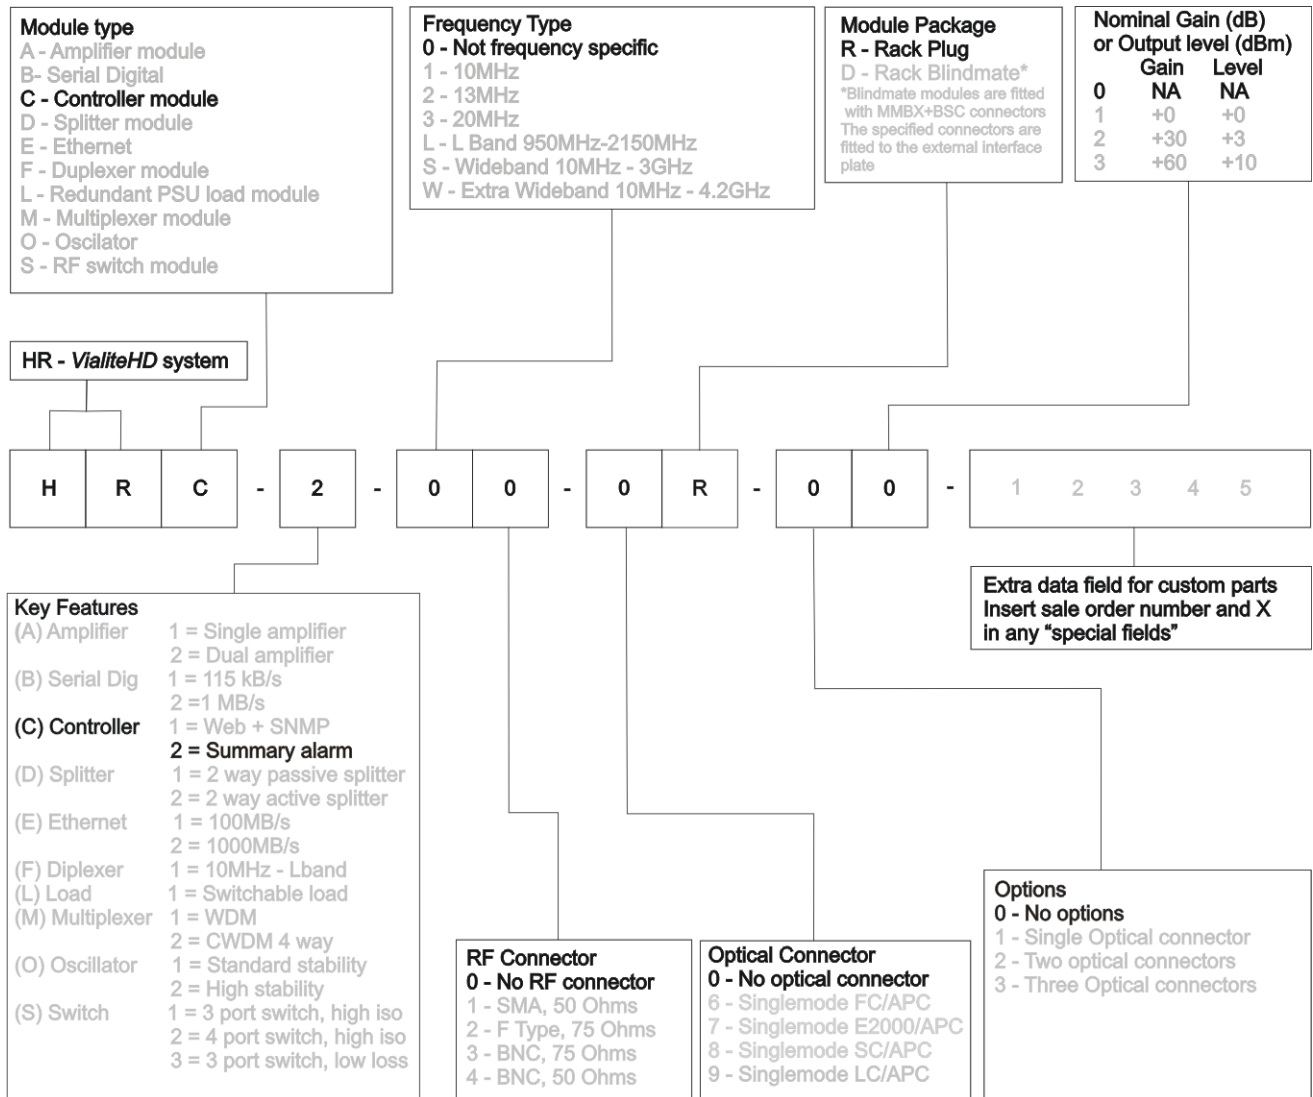 Module type
A - Amplifier module
B- Serial Digital
C - Controller module
D - Splitter module
E - Ethernet
F - Duplexer module
L - Redundant PSU load module
M - Multiplexer module
O - Oscilator
S - RF switch module
Frequency Type
0 - Not frequency specific
1 - 10MHz
2 - 13MHz
3 - 20MHz
L - L Band 950MHz-2150MHz
S - Wideband 10MHz - 3GHz
W - Extra Wideband 10MHz - 4.2GHz
Module Package
R - Rack Plug
D - Rack Blindmate*
*Blindmate modules are fitted
with MMBX+BSC connectors
The specified connectors are
fitted to the external interface
plate
Nominal Gain (dB)
or Output level (dBm)
Gain Level
0 NA NA
1 +0 +0
2 +30 +3
3 +60 +10
HR - VialiteHD system
H R C - 2 - 0 0 - 0 R - 0 0 - 1 2 3 4 5
Extra data field for custom parts
Insert sale order number and X
in any “special fields”
Key Features
(A) Amplifier 1 = Single amplifier
2 = Dual amplifier
(B) Serial Dig 1 = 115 kB/s
2 =1 MB/s
(C) Controller 1 = Web + SNMP
2 = Summary alarm
(D) Splitter 1 = 2 way passive splitter
2 = 2 way active splitter
(E) Ethernet 1 = 100MB/s
2 = 1000MB/s
(F) Diplexer 1 = 10MHz - Lband
(L) Load 1 = Switchable load
(M) Multiplexer 1 = WDM
2 = CWDM 4 way
(O) Oscillator 1 = Standard stability
2 = High stability
(S) Switch 1 = 3 port switch, high iso
2 = 4 port switch, high iso
3 = 3 port switch, low loss
RF Connector
0 - No RF connector
1 - SMA, 50 Ohms
2 - F Type, 75 Ohms
3 - BNC, 75 Ohms
4 - BNC, 50 Ohms
Optical Connector
0 - No optical connector
6 - Singlemode FC/APC
7 - Singlemode E2000/APC
8 - Singlemode SC/APC
9 - Singlemode LC/APC
Options
0 - No options
1 - Single Optical connector
2 - Two optical connectors
3 - Three Optical connectors